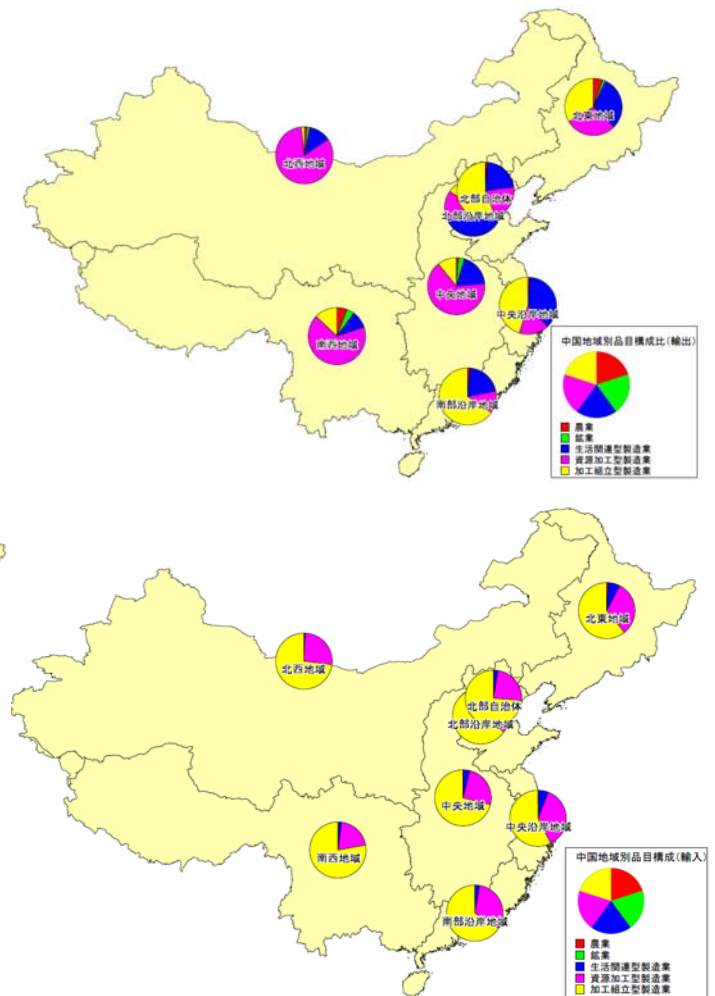 北東地域
北西地域
北部自治体
北部沿岸地域
中央地域
中央沿岸地域
南西地域
南部沿岸地域
中国地域別品目構成比(輸出)
農業
鉱業
生活関連型製造業
資源加工型製造業
加工組立型製造業
北東地域
北西地域
北部自治体
北部沿岸地域
中央地域
中央沿岸地域
南西地域
南部沿岸地域
中国地域別品目構成(輸入)
農業
鉱業
生活関連型製造業
資源加工型製造業
加工組立型製造業